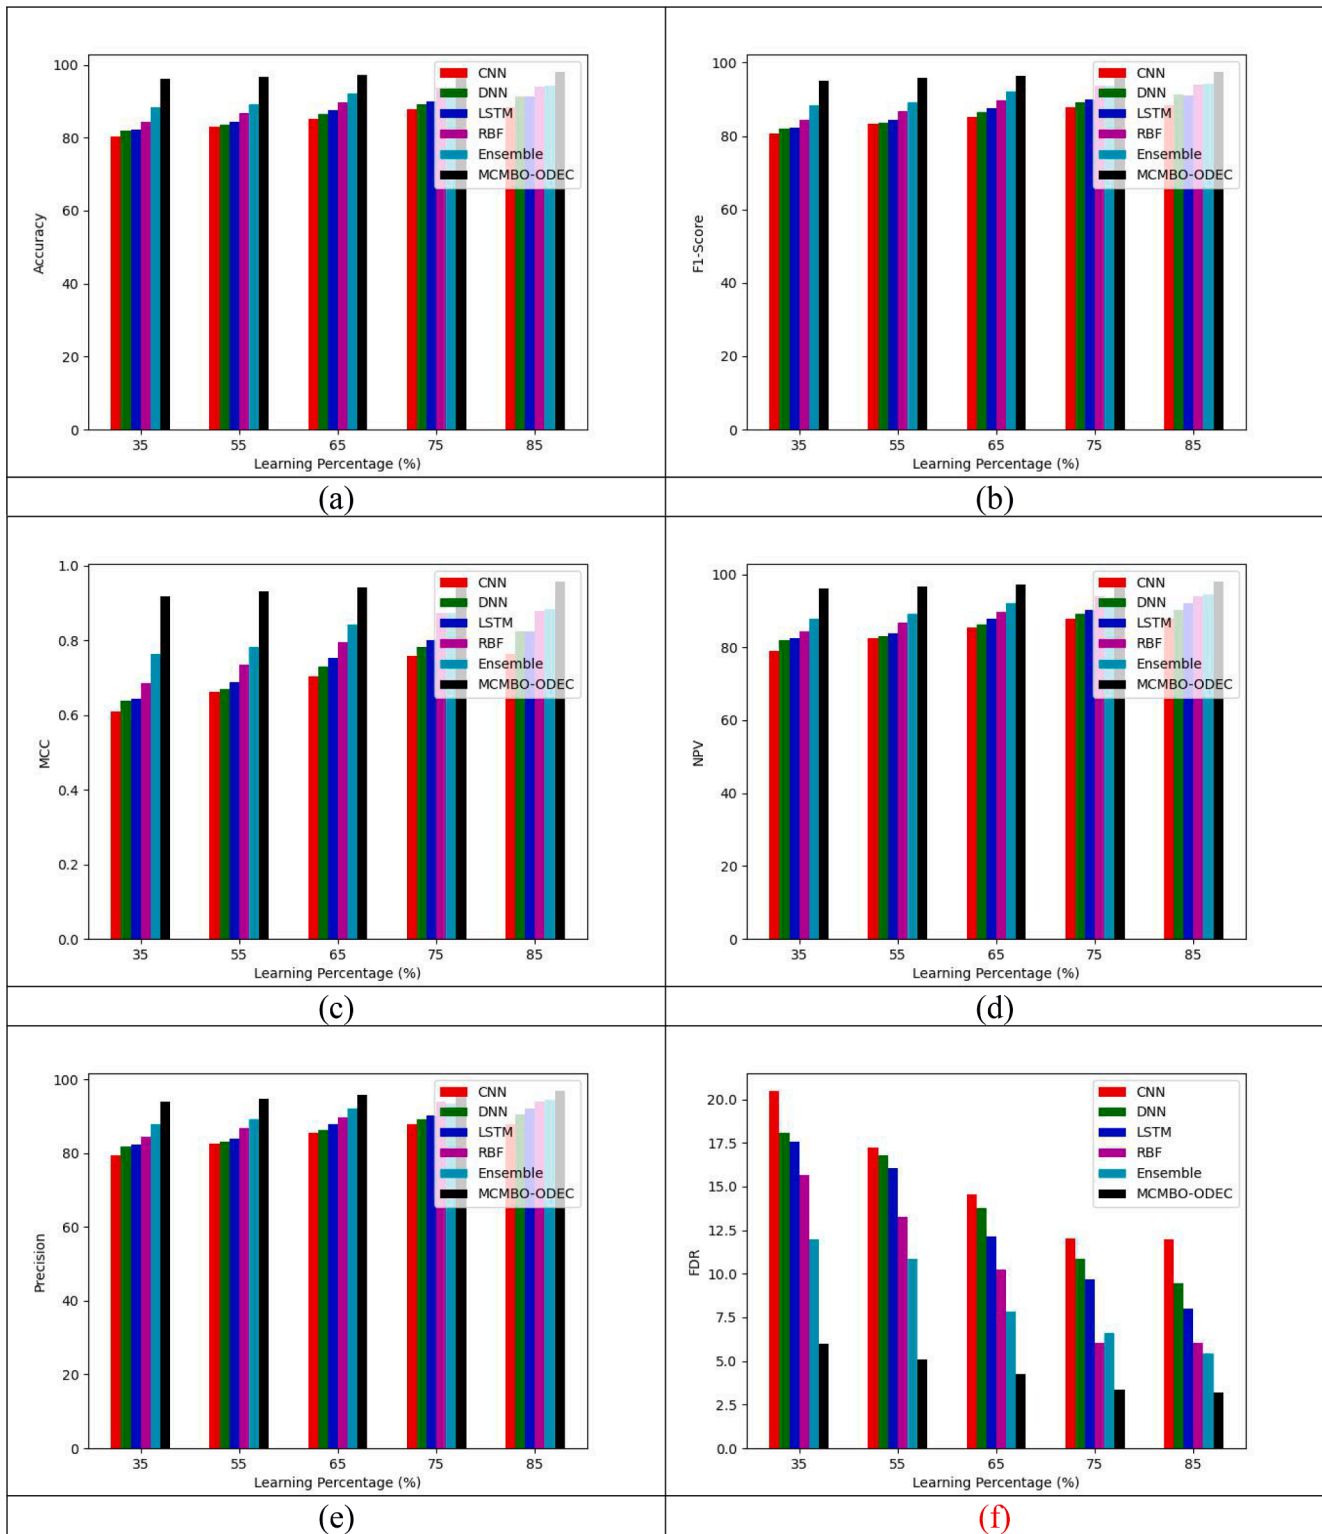 100
80
60
40
20
0
Accuracy
CNN
DNN
LSTM
RBF
Ensemble
MCMBO-ODEC
35 55 65 75 85
Learning Percentage (%)
(a)
100
80
60
40
20
0
F1-Score
CNN
DNN
LSTM
RBF
Ensemble
MCMBO-ODEC
35 55 65 75 85
Learning Percentage (%)
(b)
1.0
0.8
0.6
0.4
0.2
0.0
MCC
CNN
DNN
LSTM
RBF
Ensemble
MCMBO-ODEC
35 55 65 75 85
Learning Percentage (%)
(c)
100
80
60
40
20
0
NPV
CNN
DNN
LSTM
RBF
Ensemble
MCMBO-ODEC
35 55 65 75 85
Learning Percentage (%)
(d)
100
80
60
40
20
0
Precision
CNN
DNN
LSTM
RBF
Ensemble
MCMBO-ODEC
35 55 65 75 85
Learning Percentage (%)
(e)
20.0
17.5
15.0
12.5
10.0
7.5
5.0
2.5
0.0
FDR
CNN
DNN
LSTM
RBF
Ensemble
MCMBO-ODEC
35 55 65 75 85
Learning Percentage (%)
(f)